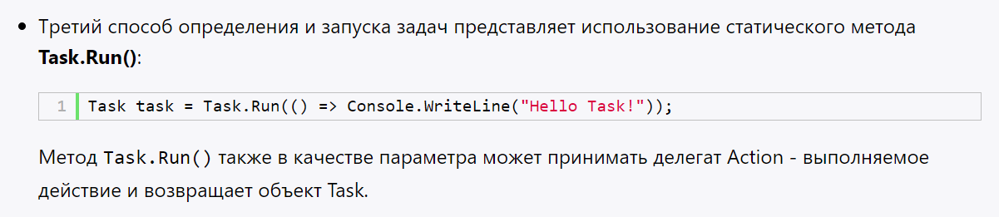 Третий способ определения и запуска задач представляет использование статического метода
Task.Run():
1 Task task = Task.Run(() => Console.WriteLine("Hello Task!"));
Метод Task.Run() также в качестве параметра может принимать делегат Action - выполняемое
действие и возвращает объект Task.